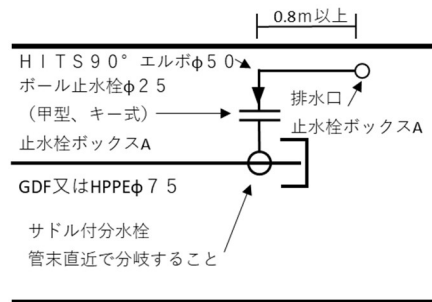 0.8m以上
HITS90°エルボφ50
ボール止水栓φ25
(甲型、キー式)
止水栓ボックスA
排水口
止水栓ボックスA
GDF又はHPPEφ75
サドル付分水栓
管末直近で分岐すること